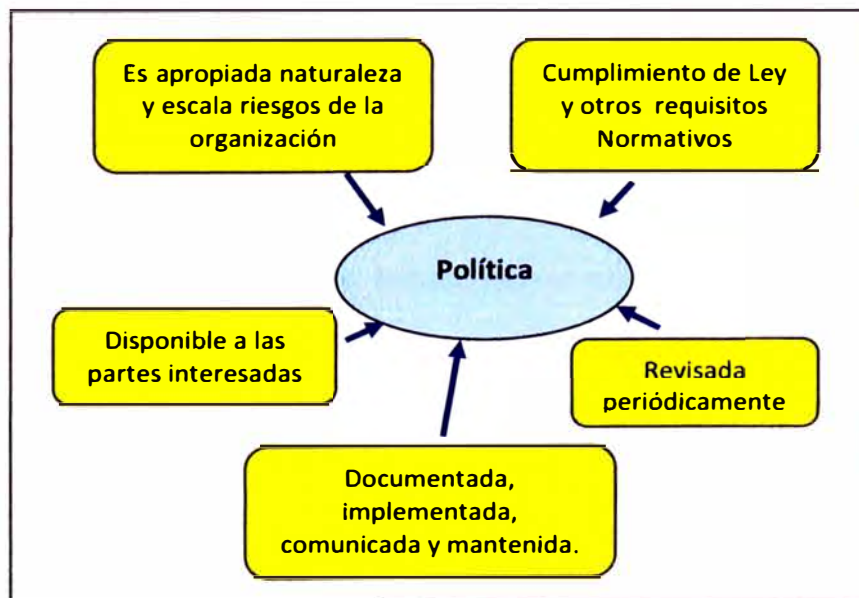 Es apropiada naturaleza
y escala riesgos de la
organización
Cumplimiento de Ley
y otros requisitos
Normativos
Política
Disponible a las
partes interesadas
Revisada
periódicamente
Documentada,
implementada,
comunicada y mantenida.